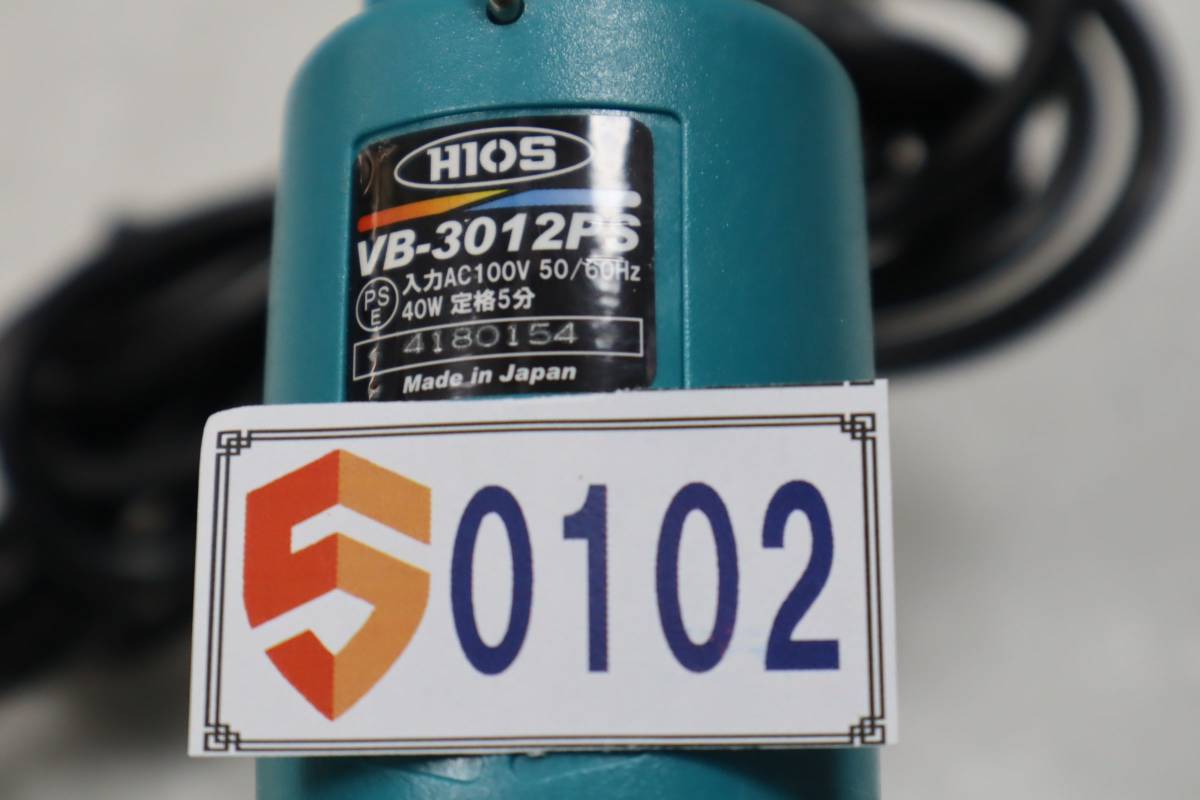 HIOS
VB-3012PS
入力AC100V 50/60Hz
PS
E
40W 定格5分
4180154
Made in Japan
0102